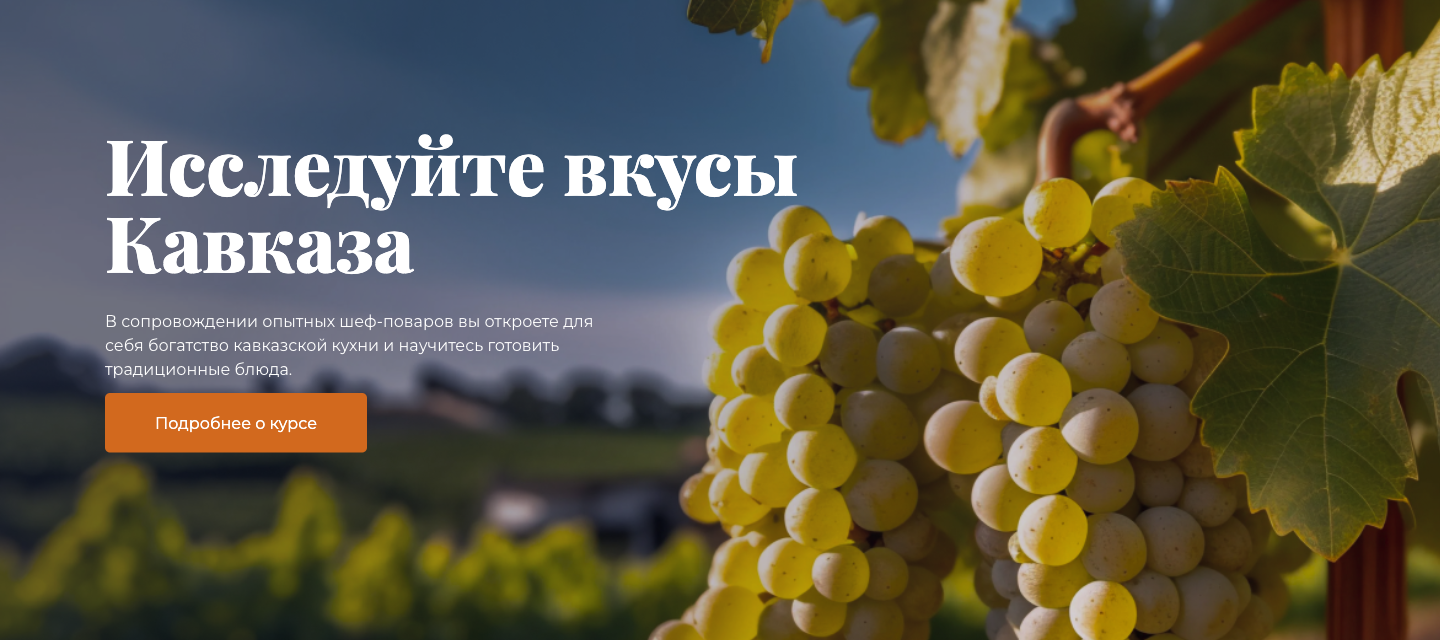 Исследуйте вкусы
Кавказа
В сопровождении опытных шеф-поваров вы откроете для
себя богатство кавказской кухни и научитесь готовить
традиционные блюда.
Подробнее о курсе